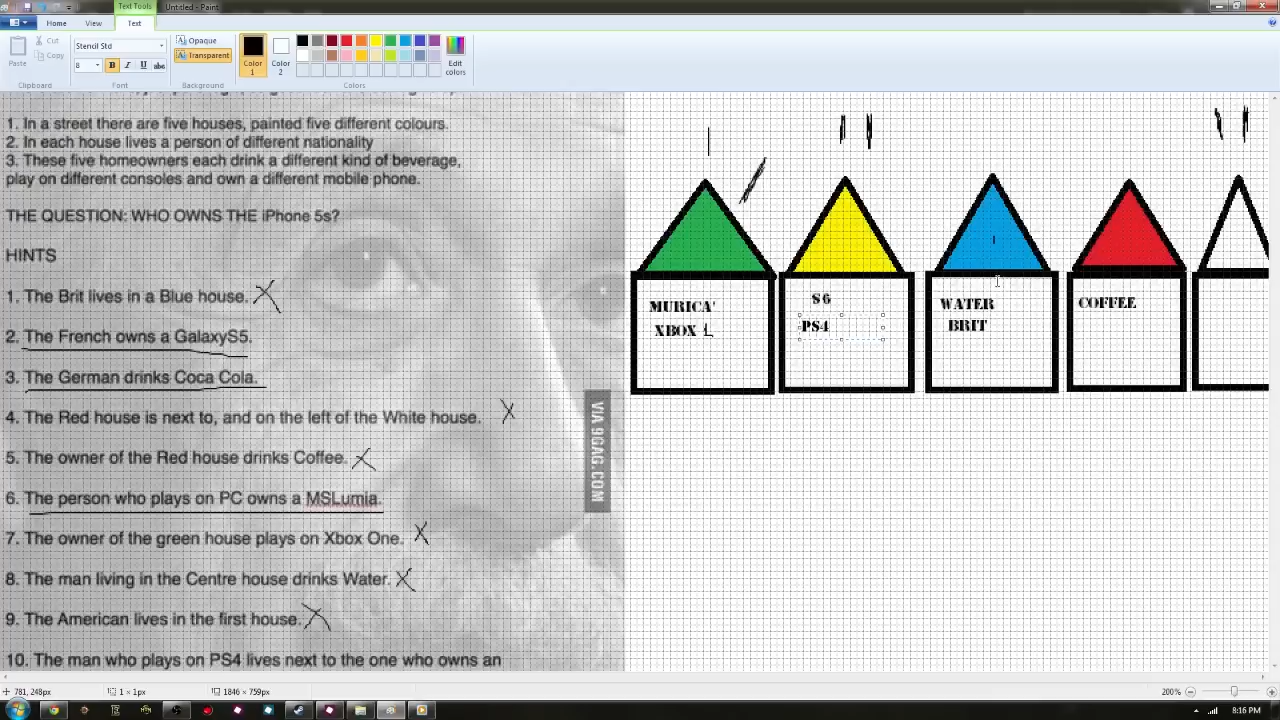 Text Tools
Untitled - Paint
Home
View
Text
Cut
Copy
Paste
Clipboard
Stencil Std
8
B I U abc
Font
Opaque
Transparent
Background
Color 1
Color 2
Edit colors
Colors
1. In a street there are five houses, painted five different colours.
2. In each house lives a person of different nationality
3. These five homeowners each drink a different kind of beverage,
play on different consoles and own a different mobile phone.
THE QUESTION: WHO OWNS THE iPhone 5s?
HINTS
1. The Brit lives in a Blue house.
2. The French owns a GalaxyS5.
3. The German drinks Coca Cola.
4. The Red house is next to, and on the left of the White house.
5. The owner of the Red house drinks Coffee.
6. The person who plays on PC owns a MSLumia.
7. The owner of the green house plays on Xbox One.
8. The man living in the Centre house drinks Water.
9. The American lives in the first house.
10. The man who plays on PS4 lives next to the one who owns an
VIA 9GAG.COM
MURICA'
XBOX 1
S6
PS4
WATER
BRIT
COFFEE
781, 248px
1 × 1px
1846 × 759px
200%
8:16 PM